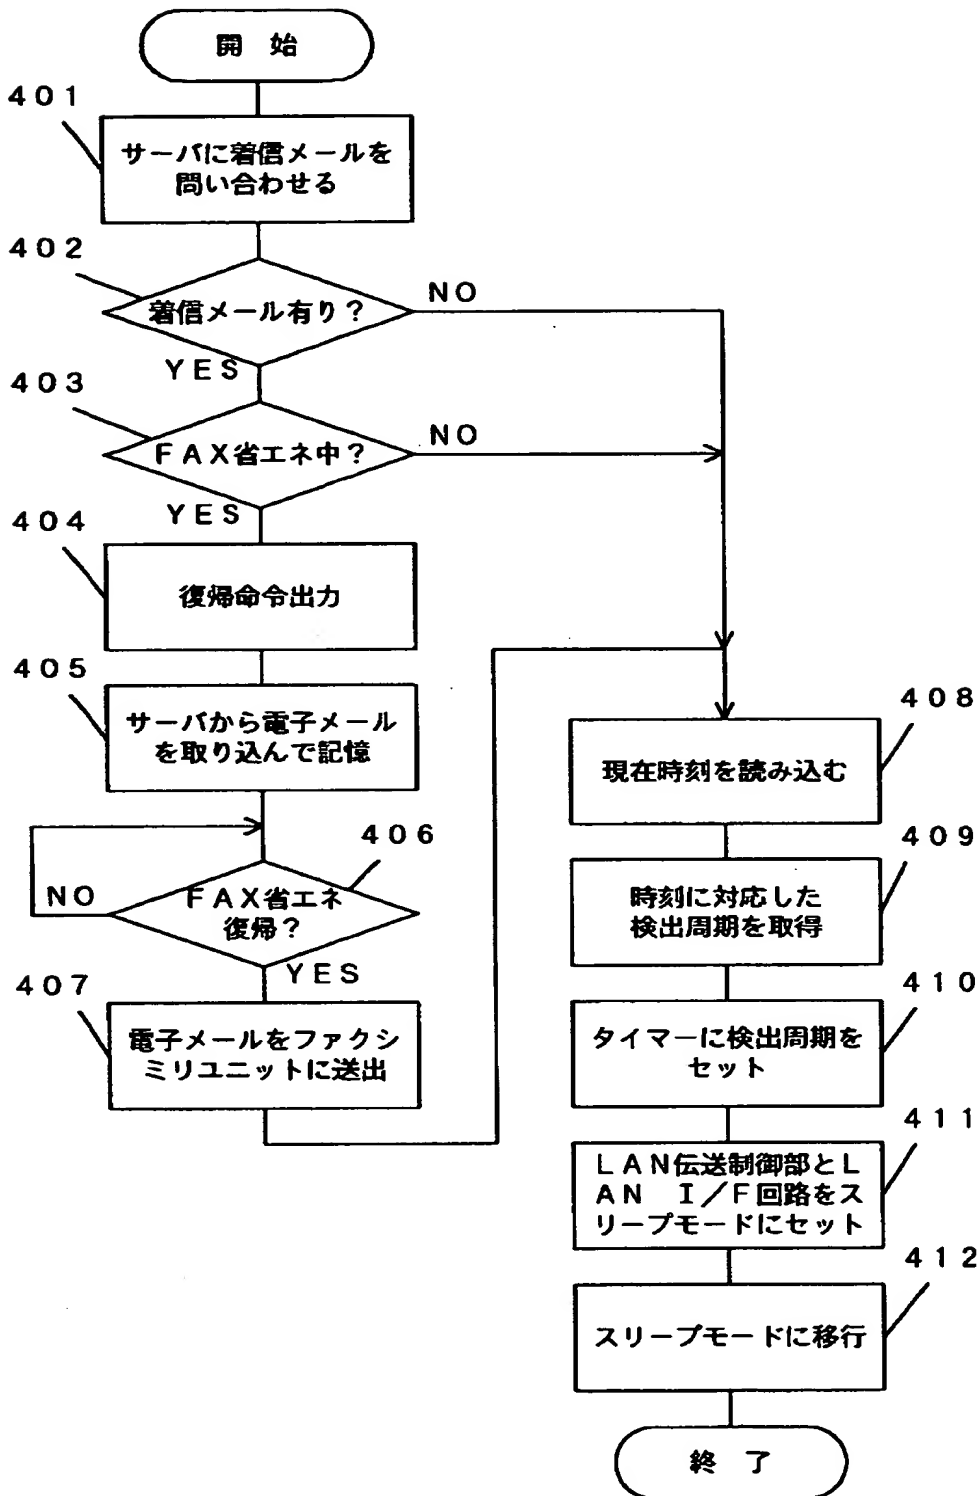 開 始
401
サーバに着信メールを
問い合わせる
402
着信メール有り?
NO
YES
403
FAX省エネ中?
NO
YES
404
復帰命令出力
405
サーバから電子メール
を取り込んで記憶
406
FAX省エネ
復帰?
NO
YES
407
電子メールをファクシ
ミリユニットに送出
408
現在時刻を読み込む
409
時刻に対応した
検出周期を取得
410
タイマーに検出周期を
セット
411
LAN伝送制御部とL
AN I/F回路をス
リープモードにセット
412
スリープモードに移行
終 了